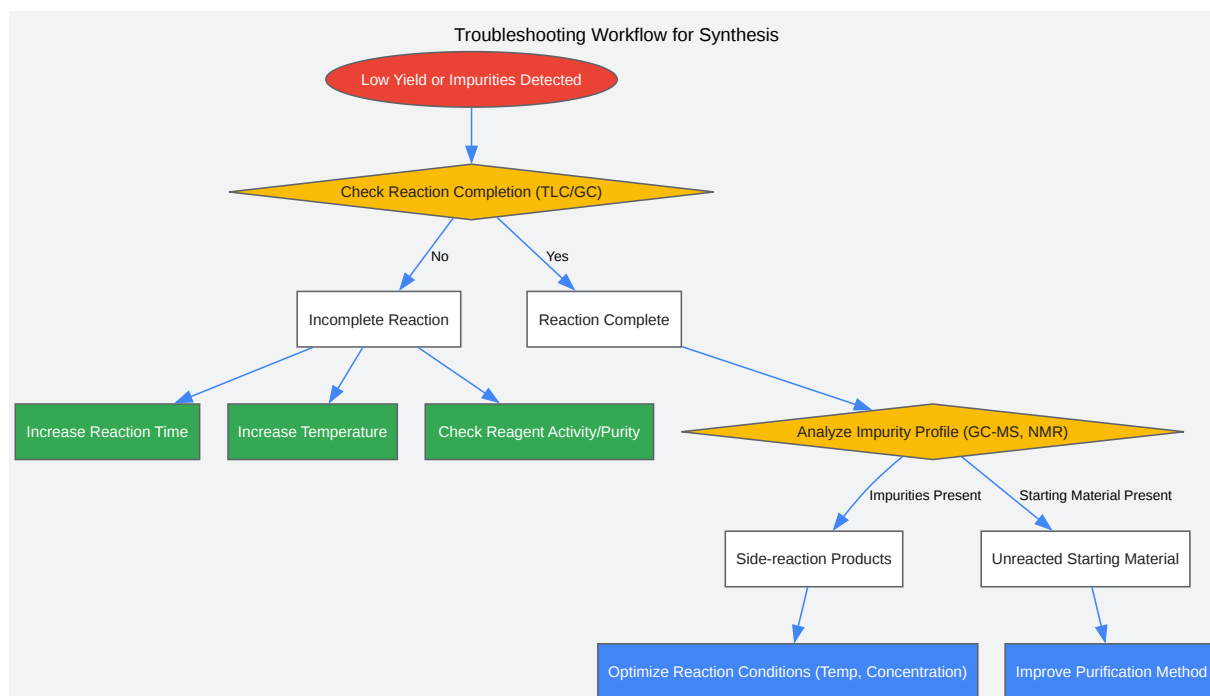 Troubleshooting Workflow for Synthesis
Low Yield or Impurities Detected
Check Reaction Completion (TLC/GC)
No
Yes
Incomplete Reaction
Reaction Complete
Increase Reaction Time
Increase Temperature
Check Reagent Activity/Purity
Analyze Impurity Profile (GC-MS, NMR)
Impurities Present
Starting Material Present
Side-reaction Products
Unreacted Starting Material
Optimize Reaction Conditions (Temp, Concentration)
Improve Purification Method